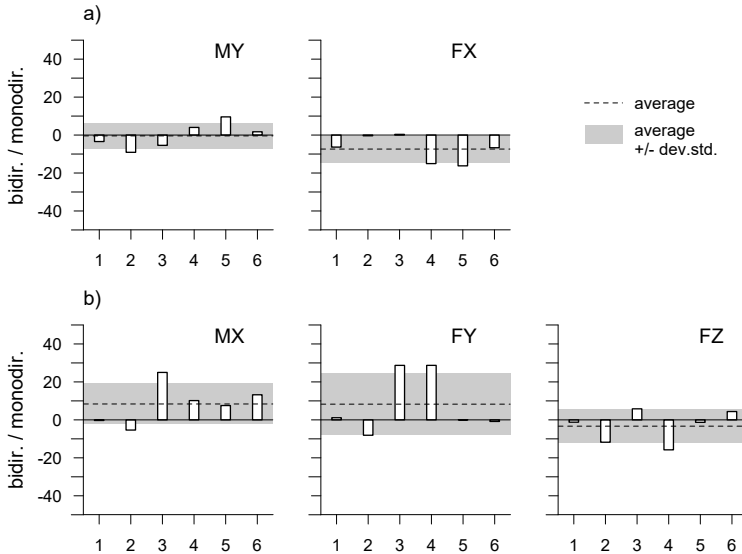 a)
MY
FX
bidir. / monodir.
40
20
0
-20
-40
1 2 3 4 5 6
1 2 3 4 5 6
average
average
+/- dev.std.
b)
MX
FY
FZ
bidir. / monodir.
40
20
0
-20
-40
1 2 3 4 5 6
1 2 3 4 5 6
1 2 3 4 5 6